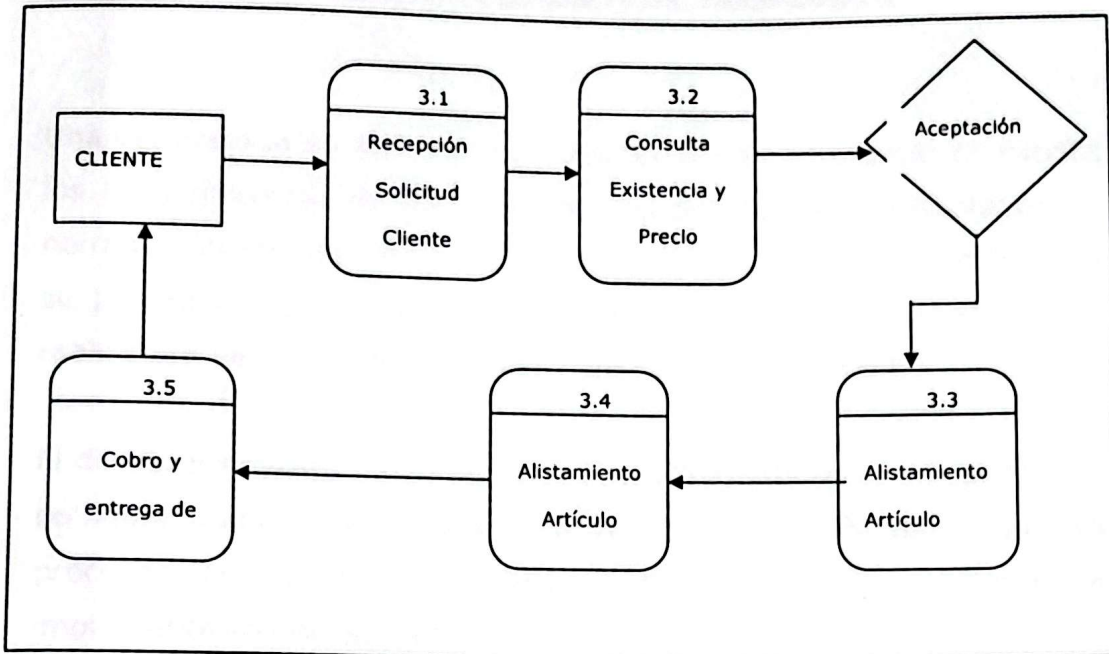 CLIENTE
3.1
Recepción
Solicitud
Cliente
3.2
Consulta
Existencia y
Precio
Aceptación
3.5
Cobro y
entrega de
3.4
Alistamiento
Artículo
3.3
Alistamiento
Artículo